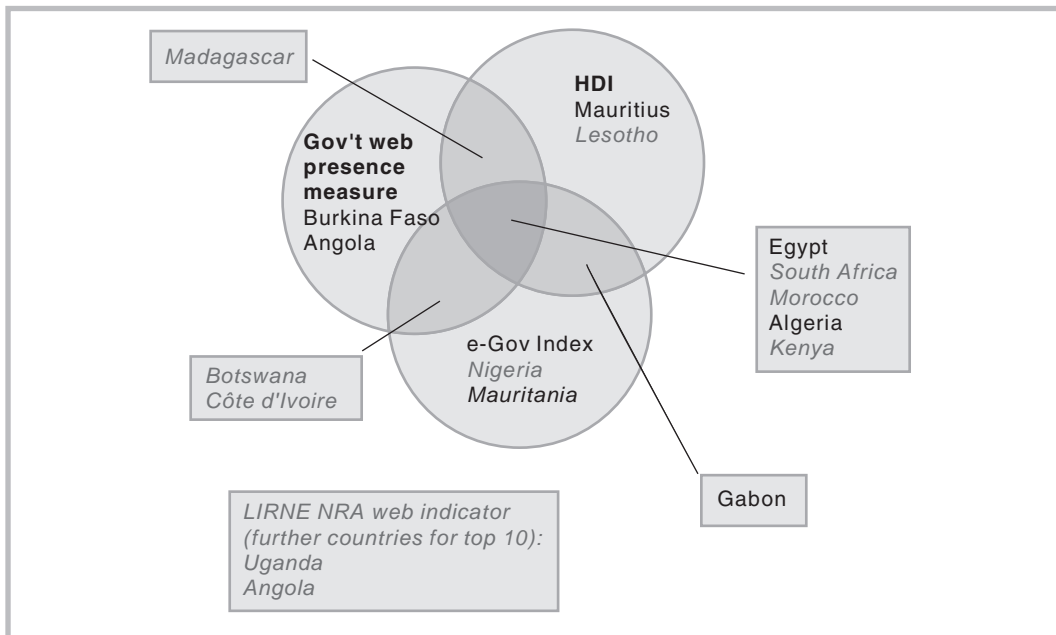 Madagascar
HDI
Mauritius
Lesotho
Gov't web
presence
measure
Burkina Faso
Angola
Egypt
South Africa
Morocco
Algeria
Kenya
e-Gov Index
Nigeria
Mauritania
Botswana
Côte d'Ivoire
Gabon
LIRNE NRA web indicator
(further countries for top 10):
Uganda
Angola